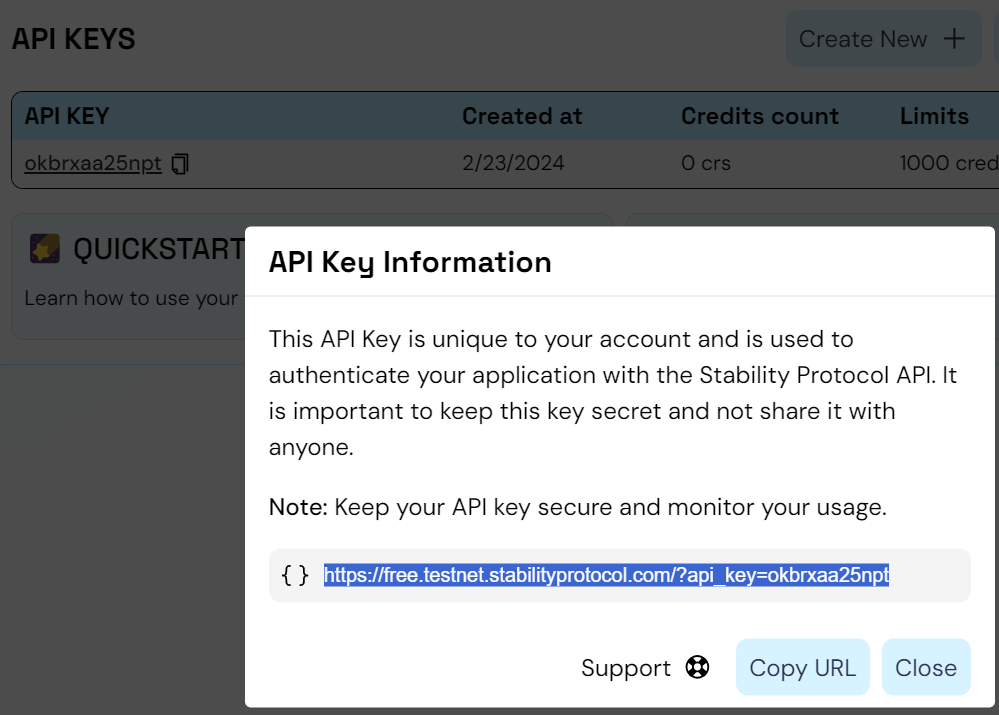 API KEYS
Create New +
API KEY Created at Credits count Limits
okbrxaa25npt 2/23/2024 0 crs 1000 cred
QUICKSTART
Learn how to use your
API Key Information
This API Key is unique to your account and is used to
authenticate your application with the Stability Protocol API. It
is important to keep this key secret and not share it with
anyone.
Note: Keep your API key secure and monitor your usage.
{ } https://free.testnet.stabilityprotocol.com/?api_key=okbrxaa25npt
Support Copy URL Close